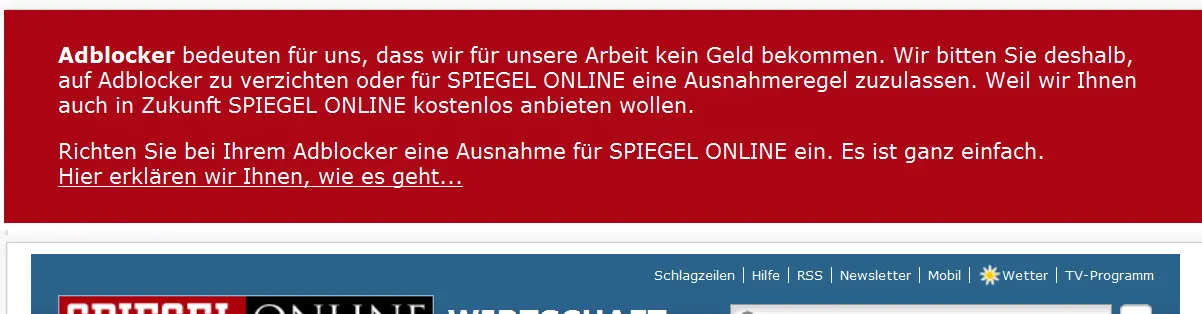 Adblocker bedeuten für uns, dass wir für unsere Arbeit kein Geld bekommen. Wir bitten Sie deshalb,
auf Adblocker zu verzichten oder für SPIEGEL ONLINE eine Ausnahmeregel zuzulassen. Weil wir Ihnen
auch in Zukunft SPIEGEL ONLINE kostenlos anbieten wollen.
Richten Sie bei Ihrem Adblocker eine Ausnahme für SPIEGEL ONLINE ein. Es ist ganz einfach.
Hier erklären wir Ihnen, wie es geht...
Schlagzeilen | Hilfe | RSS | Newsletter | Mobil | Wetter | TV-Programm
SPIEGEL ONLINE WIRTSCHAFT